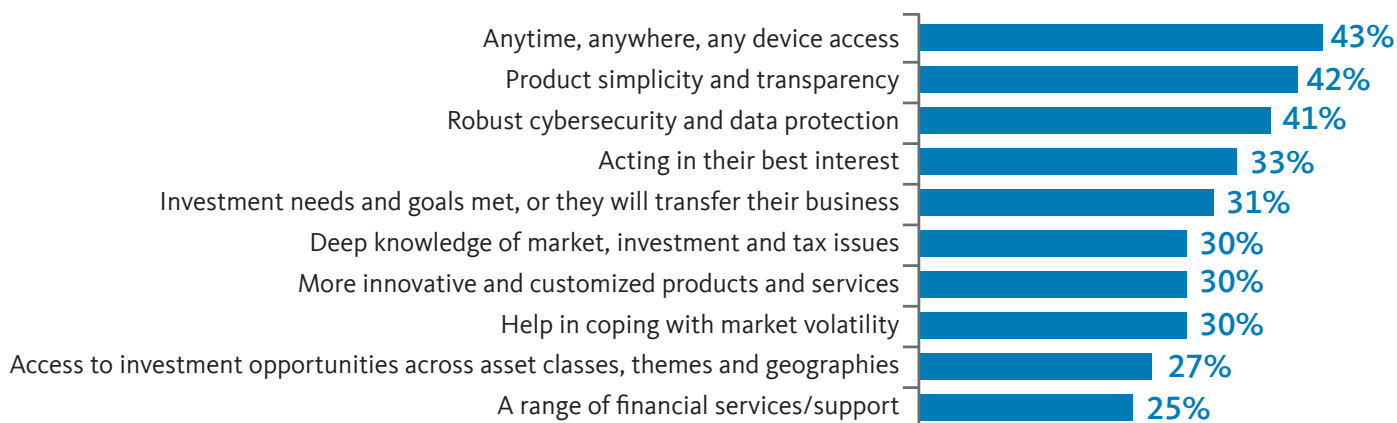 Anytime, anywhere, any device access 43%
Product simplicity and transparency 42%
Robust cybersecurity and data protection 41%
Acting in their best interest 33%
Investment needs and goals met, or they will transfer their business 31%
Deep knowledge of market, investment and tax issues 30%
More innovative and customized products and services 30%
Help in coping with market volatility 30%
Access to investment opportunities across asset classes, themes and geographies 27%
A range of financial services/support 25%